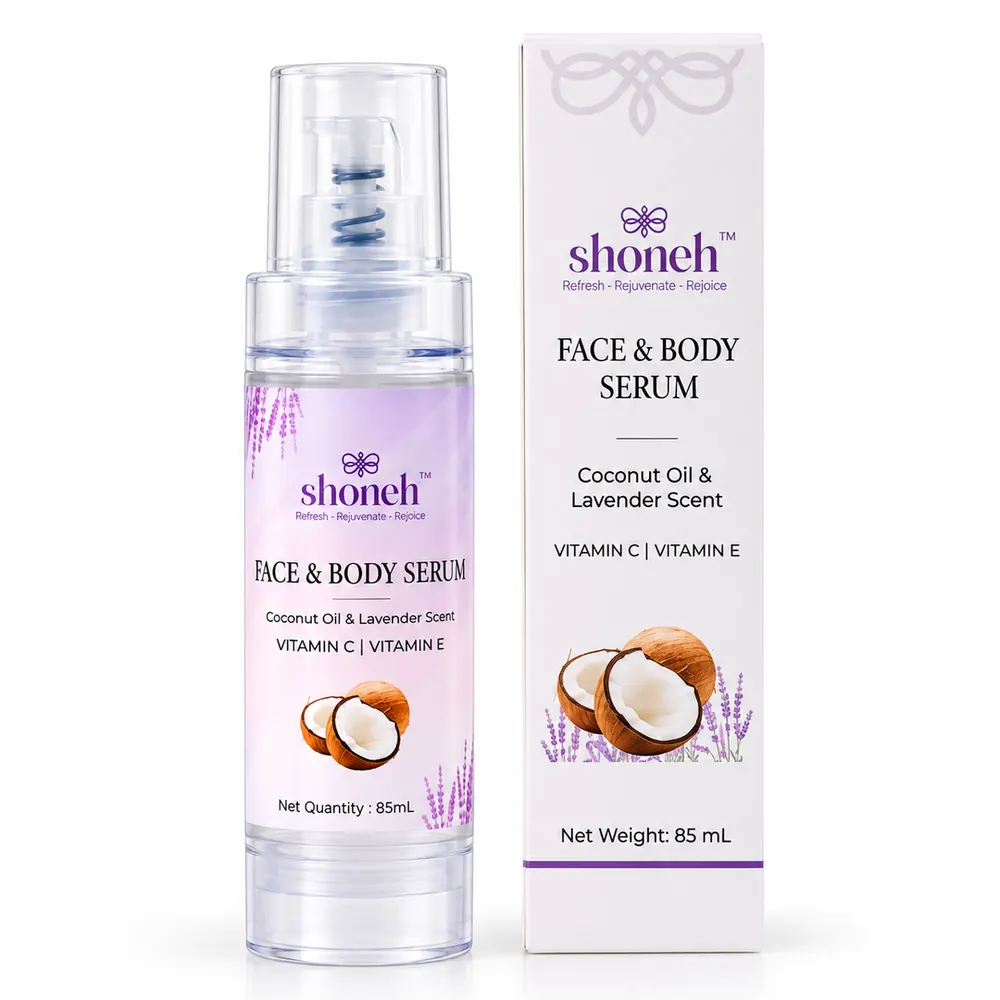 shoneh™
Refresh - Rejuvenate - Rejoice
FACE & BODY SERUM
Coconut Oil & Lavender Scent
VITAMIN C | VITAMIN E
Net Quantity : 85mL
shoneh™
Refresh - Rejuvenate - Rejoice
FACE & BODY
SERUM
Coconut Oil &
Lavender Scent
VITAMIN C | VITAMIN E
Net Weight: 85 mL